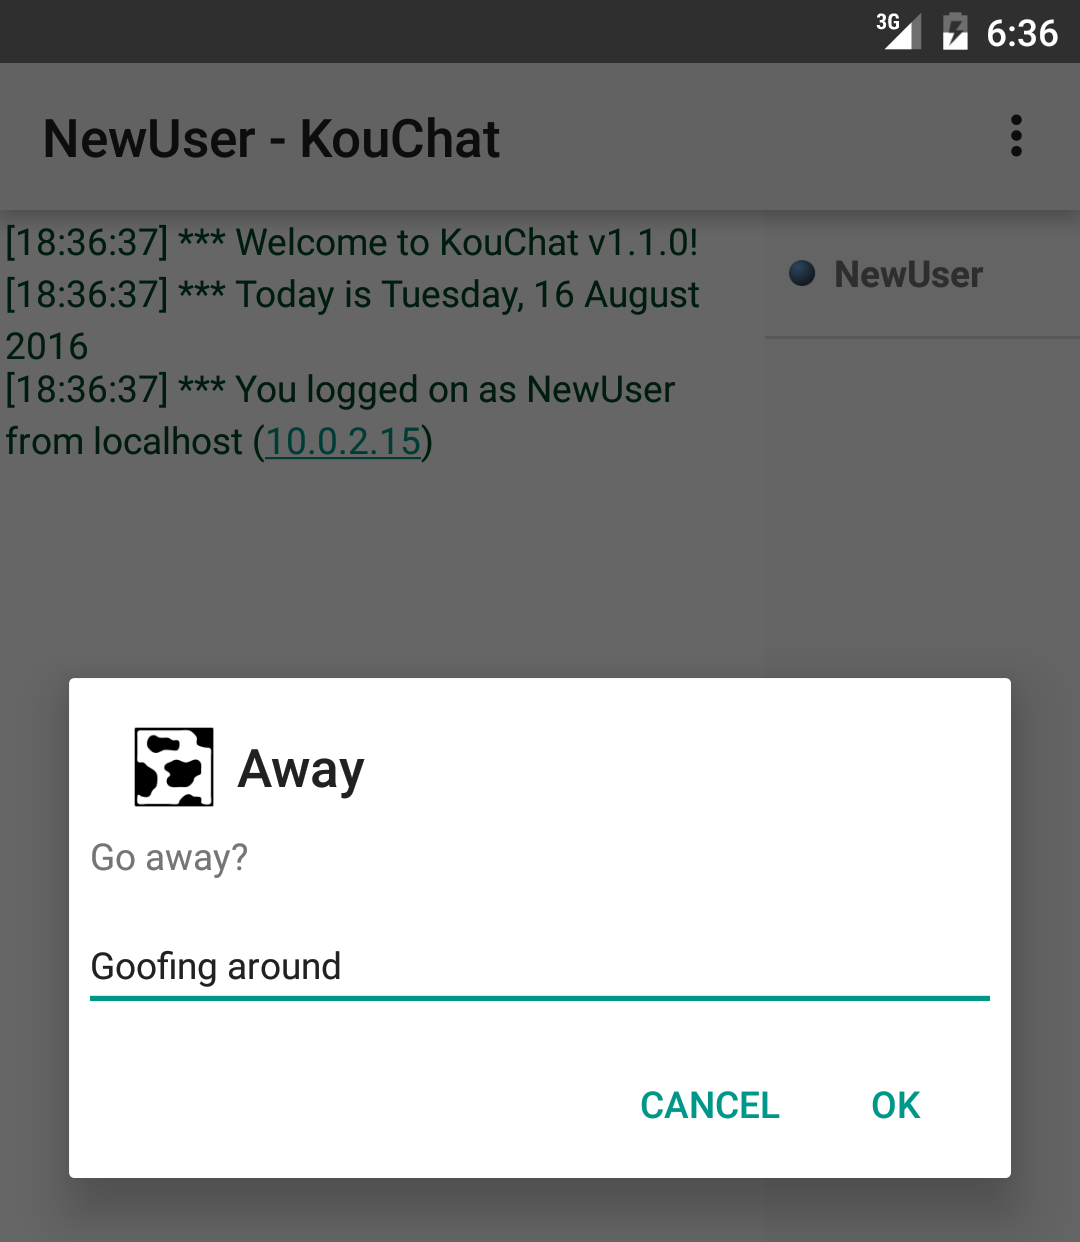 3G 6:36
NewUser - KouChat
[18:36:37] *** Welcome to KouChat v1.1.0!
[18:36:37] *** Today is Tuesday, 16 August
2016
[18:36:37] *** You logged on as NewUser
from localhost (10.0.2.15)
NewUser
Away
Go away?
Goofing around
CANCEL OK